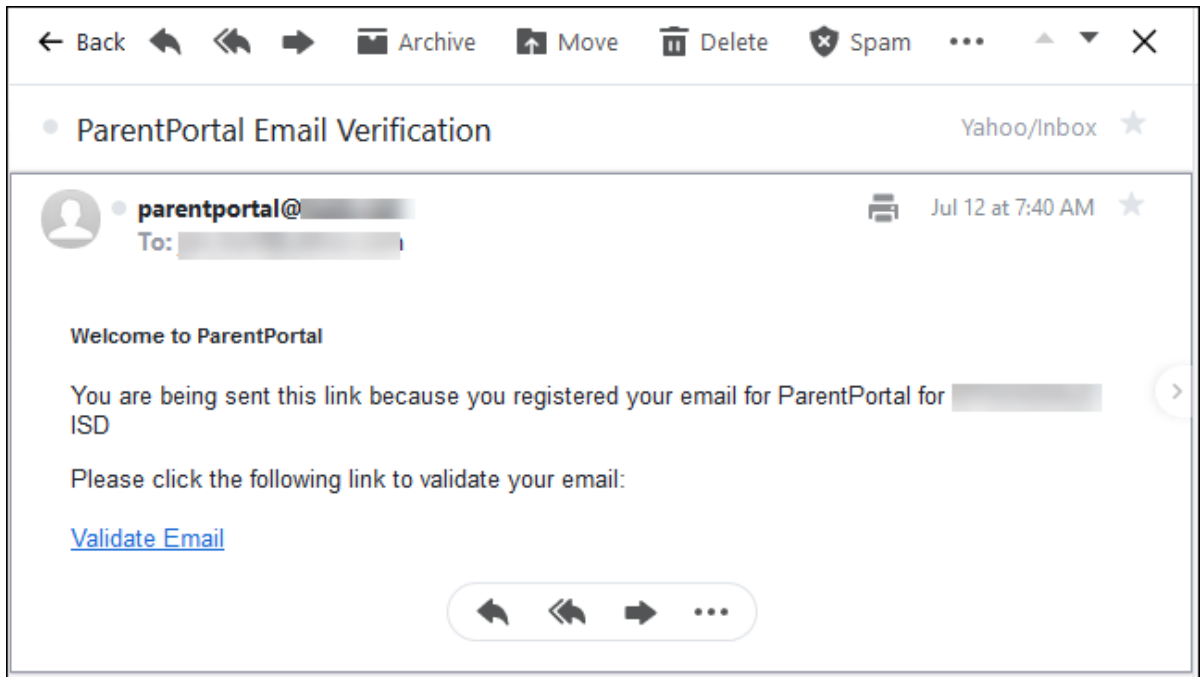 Back Archive Move Delete Spam
ParentPortal Email Verification Yahoo/Inbox
parentportal@ Jul 12 at 7:40 AM
To:
Welcome to ParentPortal
You are being sent this link because you registered your email for ParentPortal for
ISD
Please click the following link to validate your email:
Validate Email